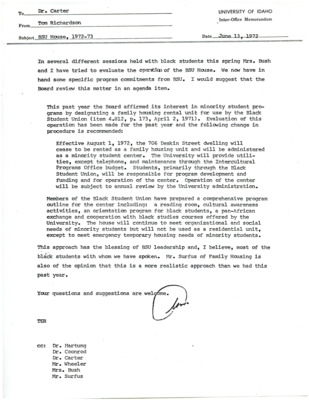 To Dr. Carter
UNIVERSITY OF IDAHO
Inter-Office Memorandum
From Tom Richardson
Subject BSU House, 1972-73
Date June 13, 1972
In several different sessions held with black students this spring Mrs. Bush
and I have tried to evaluate the operation of the BSU House. We now have in
hand some specific program commitments from BSU. I would suggest that the
Board review this matter in an agenda item.
This past year the Board affirmed its interest in minority student pro-
grams by designating a family housing rental unit for use by the Black
Student Union (item 4.812, p. 173, April 2, 1971). Evaluation of this
operation has been made for the past year and the following change in
procedure is recommended:
Effective August 1, 1972, the 706 Deakin Street dwelling will
cease to be rented as a family housing unit and will be administered
as a minority student center. The University will provide utili-
ties, except telephone, and maintenance through the Intercultural
Programs Office budget. Students, primarily through the Black
Student Union, will be responsible for program development and
funding and for operation of the center. Operation of the center
will be subject to annual review by the University administration.
Members of the Black Student Union have prepared a comprehensive program
outline for the center including: a reading room, cultural awareness
activities, an orientation program for black students, a pan-African
exchange and cooperation with black studies courses offered by the
University. The house will continue to meet organizational and social
needs of minority students but will not be used as a residential unit,
except to meet emergency temporary housing needs of minority students.
This approach has the blessing of BSU leadership and, I believe, most of the
black students with whom we have spoken. Mr. Surfus of Family Housing is
also of the opinion that this is a more realistic approach than we had this
past year.
Your questions and suggestions are welcome.
Tom
TER
cc: Dr. Hartung
Dr. Coonrod
Dr. Carter
Mr. Wheeler
Mrs. Bush
Mr. Surfus